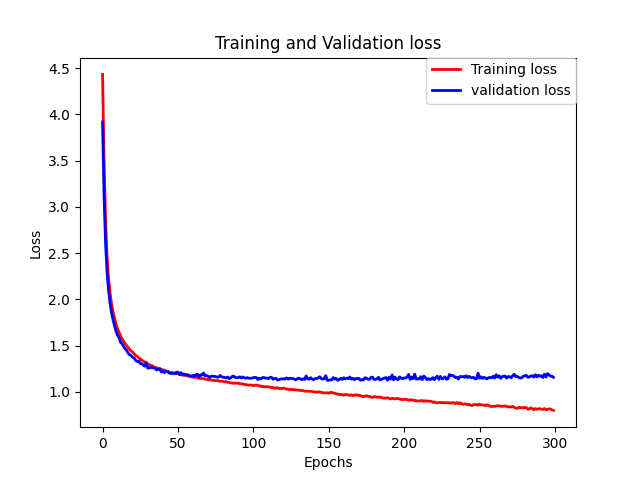 Training and Validation loss
Training loss
validation loss
4.5
4.0
3.5
3.0
2.5
2.0
1.5
1.0
Loss
0 50 100 150 200 250 300
Epochs